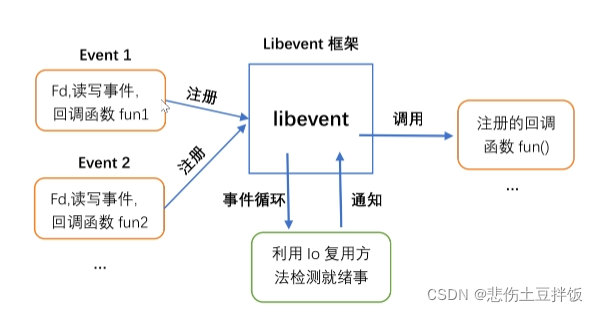 Libevent 框架
Event 1
Fd,读写事件,
回调函数 fun1
注册
libevent
调用
注册的回调
函数 fun()
...
Event 2
注册
Fd,读写事件,
回调函数 fun2
...
事件循环
通知
利用 Io 复用方
法检测就绪事
CSDN @悲伤土豆拌饭